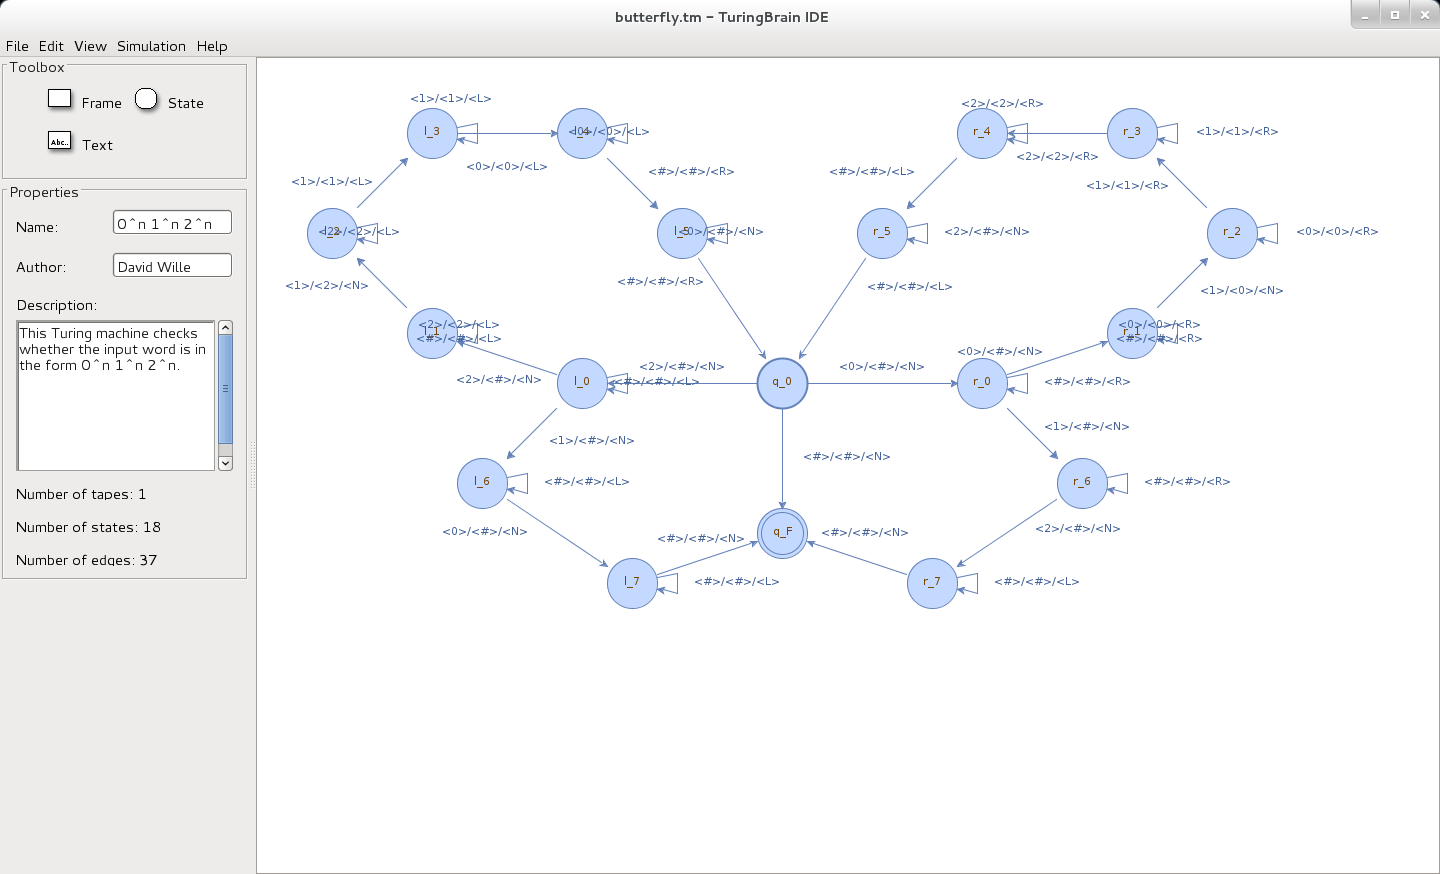 butterfly.tm - TuringBrain IDE
File Edit View Simulation Help
Toolbox
Frame State
Abc..
Text
Properties
Name: 0^n 1^n 2^n
Author: David Wille
Description:
This Turing machine checks
whether the input word is in
the form 0^n 1^n 2^n.
Number of tapes: 1
Number of states: 18
Number of edges: 37
<1>/<1>/<L>
l_3
l_4
<0>/<0>/<L>
<0>/<0>/<L>
<1>/<1>/<L>
<#>/<#>/<R>
l_2
<2>/<2>/<L>
l_5
<0>/<#>/<N>
<1>/<2>/<N>
<#>/<#>/<R>
l_1
<2>/<2>/<L>
<#>/<#>/<L>
<2>/<#>/<N>
l_0
<#>/<#>/<L>
<2>/<#>/<N>
q_0
<1>/<#>/<N>
l_6
<#>/<#>/<L>
<0>/<#>/<N>
l_7
<#>/<#>/<L>
<#>/<#>/<N>
<#>/<#>/<N>
q_F
<2>/<2>/<R>
r_4
r_3
<1>/<1>/<R>
<2>/<2>/<R>
<#>/<#>/<L>
<1>/<1>/<R>
r_5
<2>/<#>/<N>
r_2
<0>/<0>/<R>
<#>/<#>/<L>
<1>/<0>/<N>
r_1
<0>/<0>/<R>
<#>/<#>/<R>
<0>/<#>/<N>
<0>/<#>/<N>
r_0
<#>/<#>/<R>
<1>/<#>/<N>
r_6
<#>/<#>/<R>
<2>/<#>/<N>
<#>/<#>/<N>
r_7
<#>/<#>/<L>